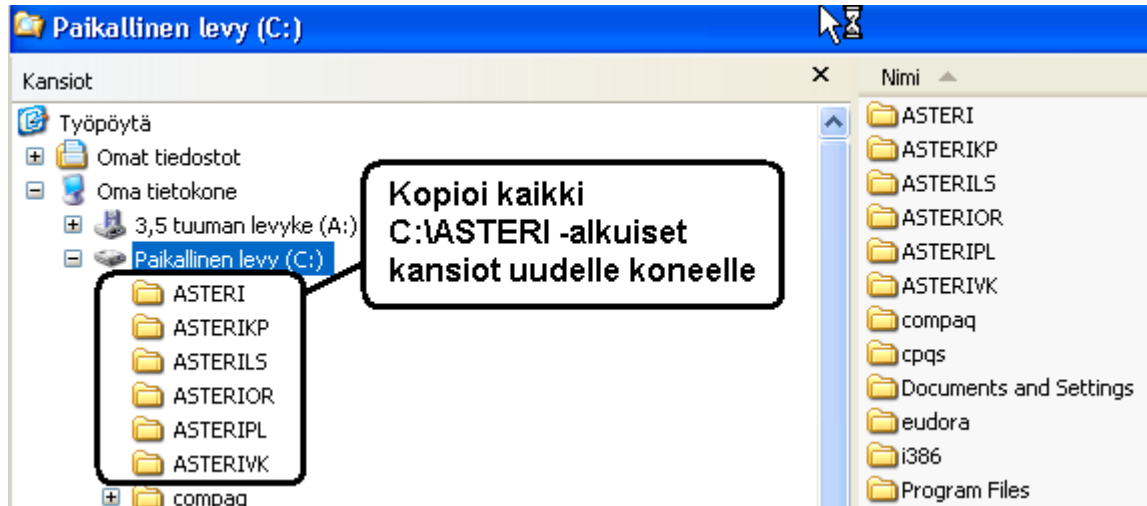 Paikallinen levy (C:)
Kansiot
Työpöytä
Omat tiedostot
Oma tietokone
3,5 tuuman levyke (A:)
Paikallinen levy (C:)
ASTERI
ASTERIKP
ASTERILS
ASTERIOR
ASTERIPL
ASTERIVK
compaq
Kopioi kaikki
C:\ASTERI -alkuiset
kansiot uudelle koneelle
Nimi
ASTERI
ASTERIKP
ASTERILS
ASTERIOR
ASTERIPL
ASTERIVK
compaq
cpqs
Documents and Settings
eudora
i386
Program Files